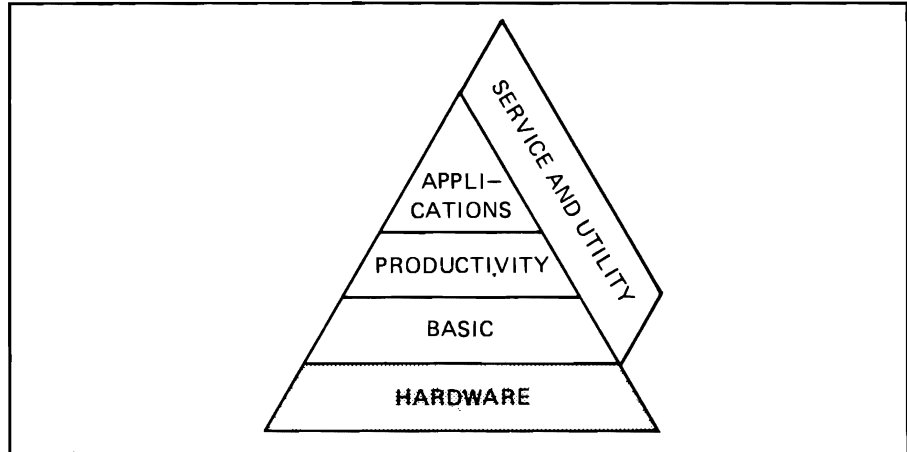 SERVICE AND UTILITY
APPLI-
CATIONS
PRODUCTIVITY
BASIC
HARDWARE